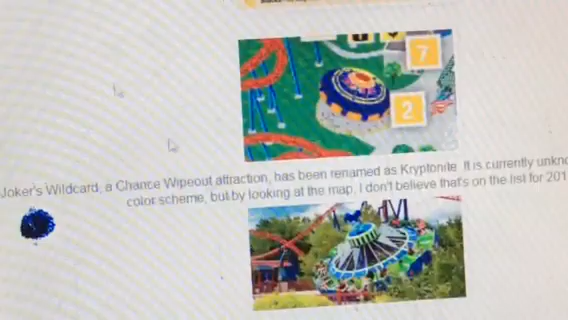 7
2
Joker's Wildcard, a Chance Wipeout attraction, has been renamed as Kryptonite. It is currently unkno
color scheme, but by looking at the map, I don't believe that's on the list for 201